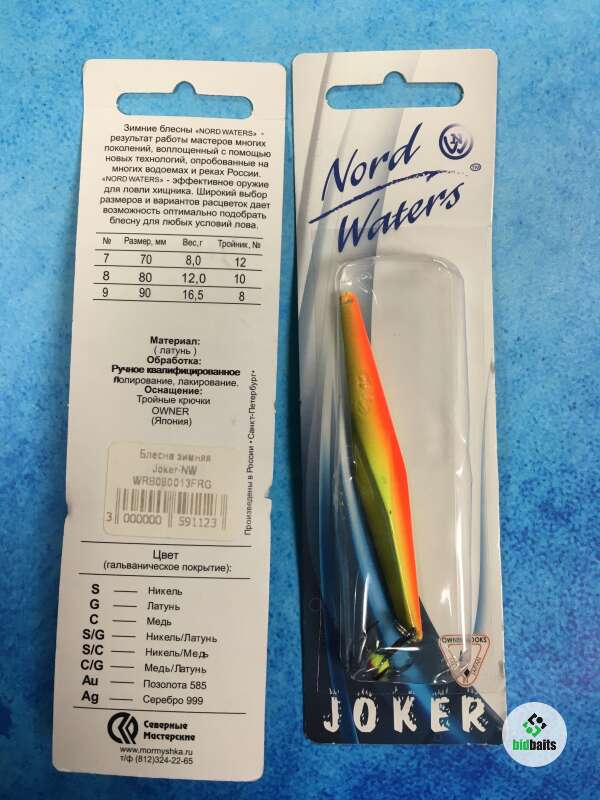 Зимние блесны «NORD WATERS» -
результат работы мастеров многих
поколений, воплощенный с помощью
новых технологий, опробованные на
многих водоемах и реках России.
«NORD WATERS» - эффективное оружие
для ловли хищника. Широкий выбор
размеров и вариантов расцветок дает
возможность оптимально подобрать
блесну для любых условий лова.
№ Размер, мм Вес,г Тройник, №
7 70 8,0 12
8 80 12,0 10
9 90 16,5 8
Материал:
( латунь )
Обработка:
Ручное квалифицированное
полирование, лакирование.
Оснащение:
Тройные крючки
OWNER
(Япония)
Произведены в России • Санкт-Петербург•
Блесна зимняя
Joker-NW
WRB080013FRG
3 000000 591123
Цвет
(гальваническое покрытие):
S Никель
G Латунь
C Медь
S/G Никель/Латунь
S/C Никель/Медь
C/G Медь/Латунь
Au Позолота 585
Ag Серебро 999
Северные
Мастерские
www.mormyshka.ru
т/ф (812)324-22-65
Nord
Waters
TM
OWNER HOOKS
JOKER
bidbaits